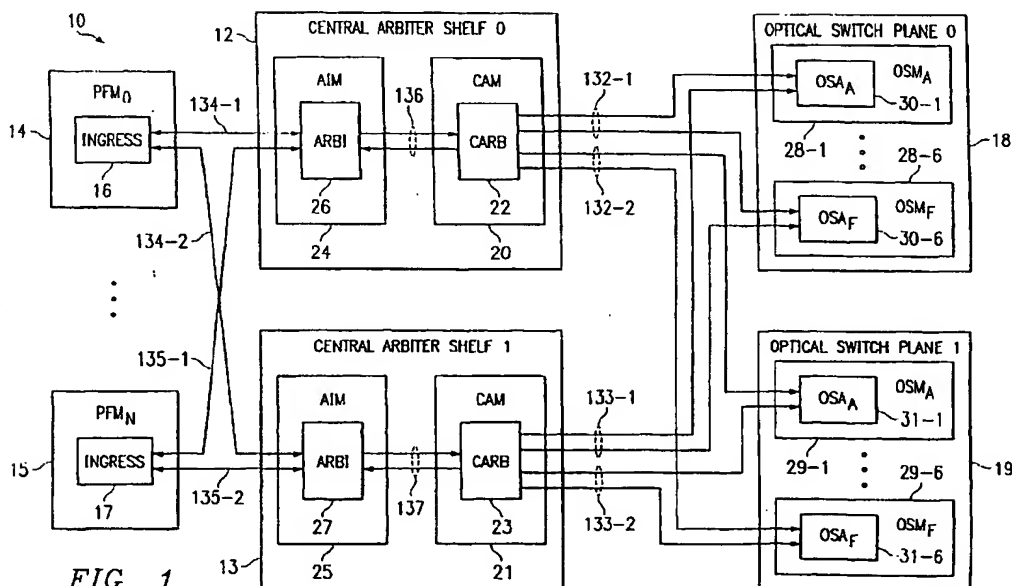 10
12
CENTRAL ARBITER SHELF 0
OPTICAL SWITCH PLANE 0
PFM0
14
INGRESS
16
134-1
134-2
AIM
ARBI
26
24
136
CAM
CARB
22
20
132-1
132-2
OSAA
OSMA
30-1
28-1
28-6
OSAF
OSMF
30-6
18
135-1
135-2
PFMN
15
INGRESS
17
CENTRAL ARBITER SHELF 1
AIM
ARBI
27
25
13
137
CAM
CARB
23
21
133-1
133-2
OPTICAL SWITCH PLANE 1
OSAA
OSMA
31-1
29-1
29-6
OSAF
OSMF
31-6
19
FIG. 1